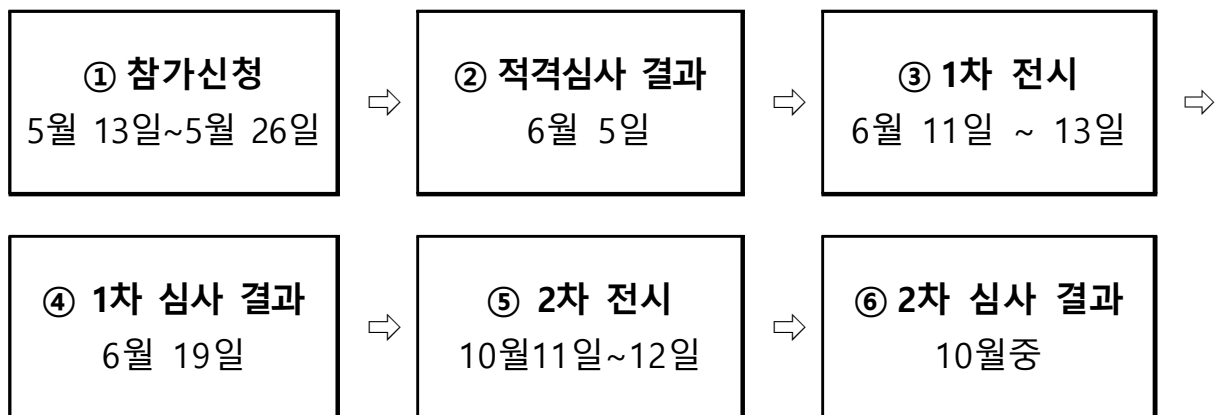 ① 참가신청
5월 13일~5월 26일
⇨
② 적격심사 결과
6월 5일
⇨
③ 1차 전시
6월 11일 ~ 13일
⇨
④ 1차 심사 결과
6월 19일
⇨
⑤ 2차 전시
10월11일~12일
⇨
⑥ 2차 심사 결과
10월중